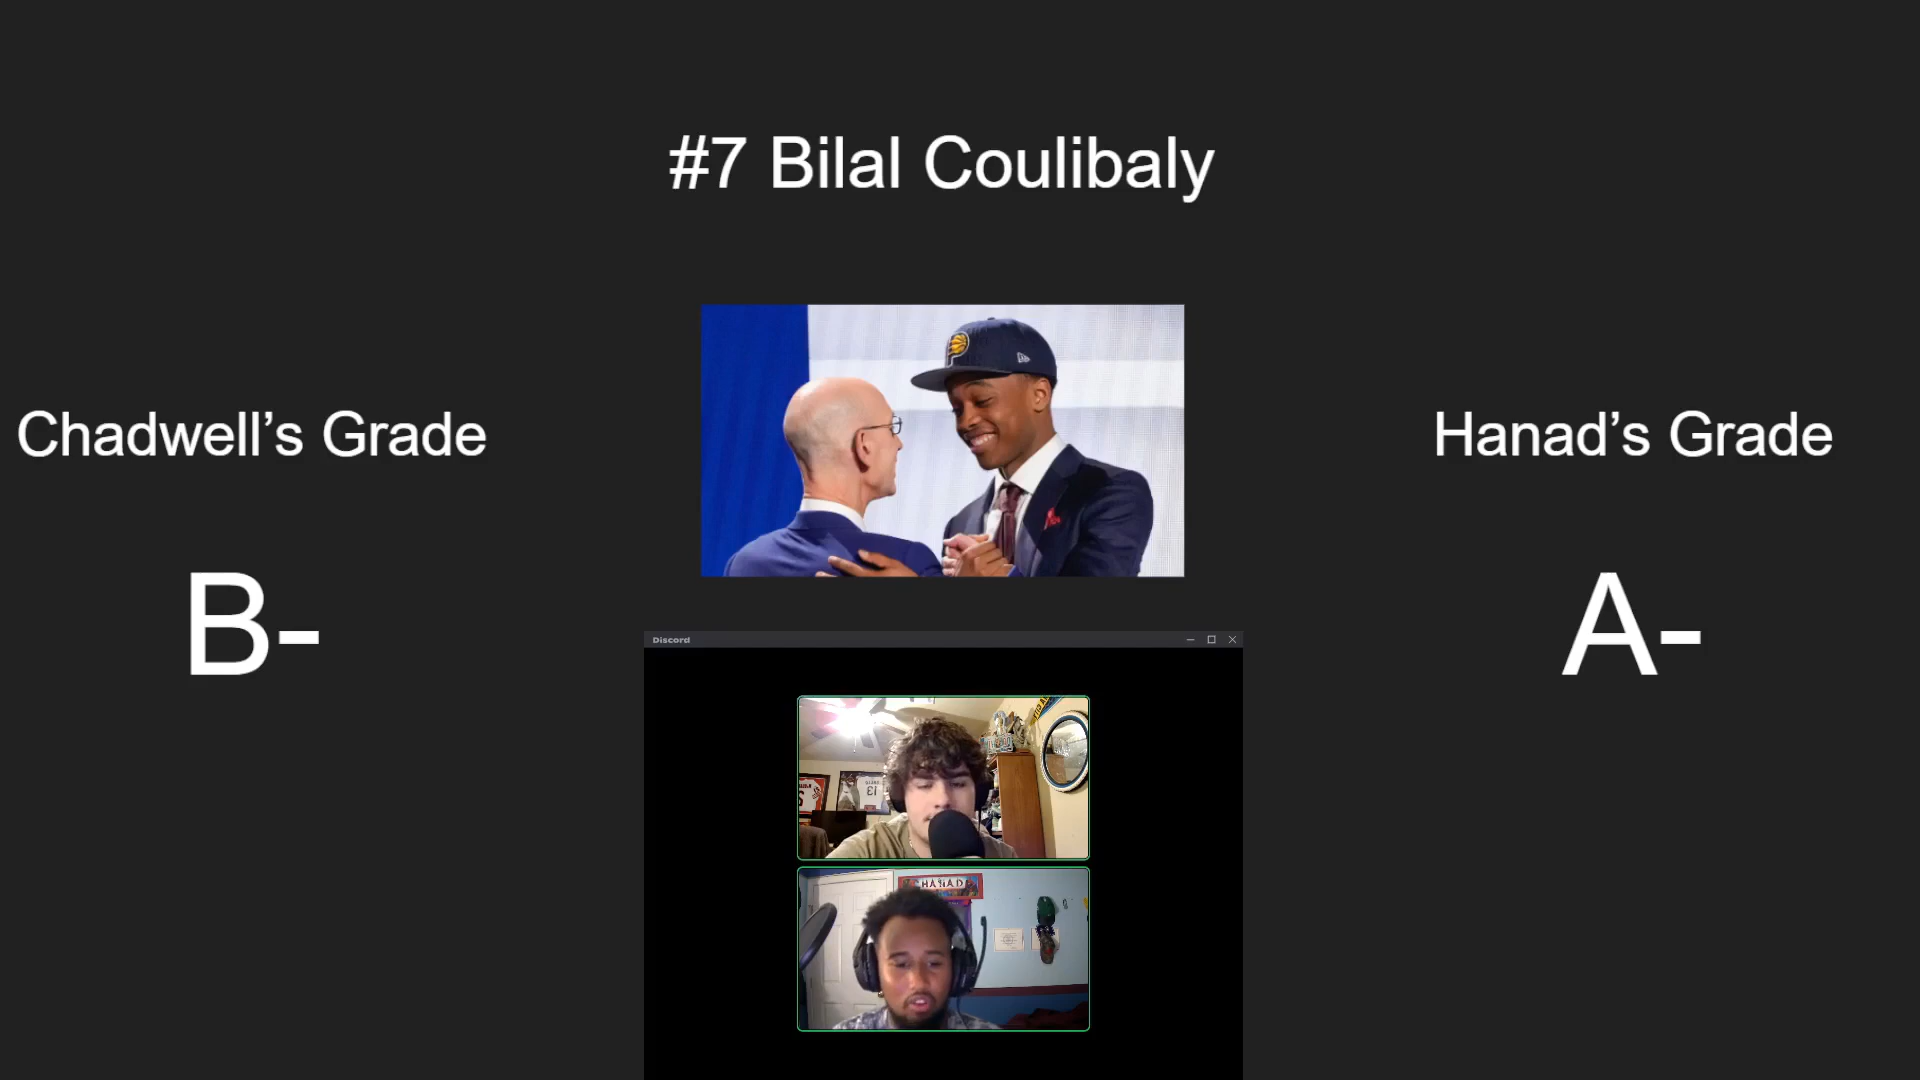 #7 Bilal Coulibaly
Chadwell’s Grade
Hanad’s Grade
B-
A-
Discord
HANAD